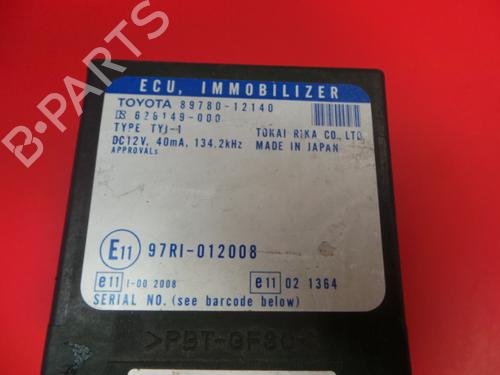 ECU, IMMOBILIZER
TOYOTA 89780-12140
626149-000
TYPE TYJ-1
TOKAI RIKA CO., LTD
DC12V, 40mA, 134.2kHz
MADE IN JAPAN
APPROVALS
E11 97RI-012008
e11 1-00 2008
e11 02 1364
SERIAL NO. (see barcode below)
B-PARTS